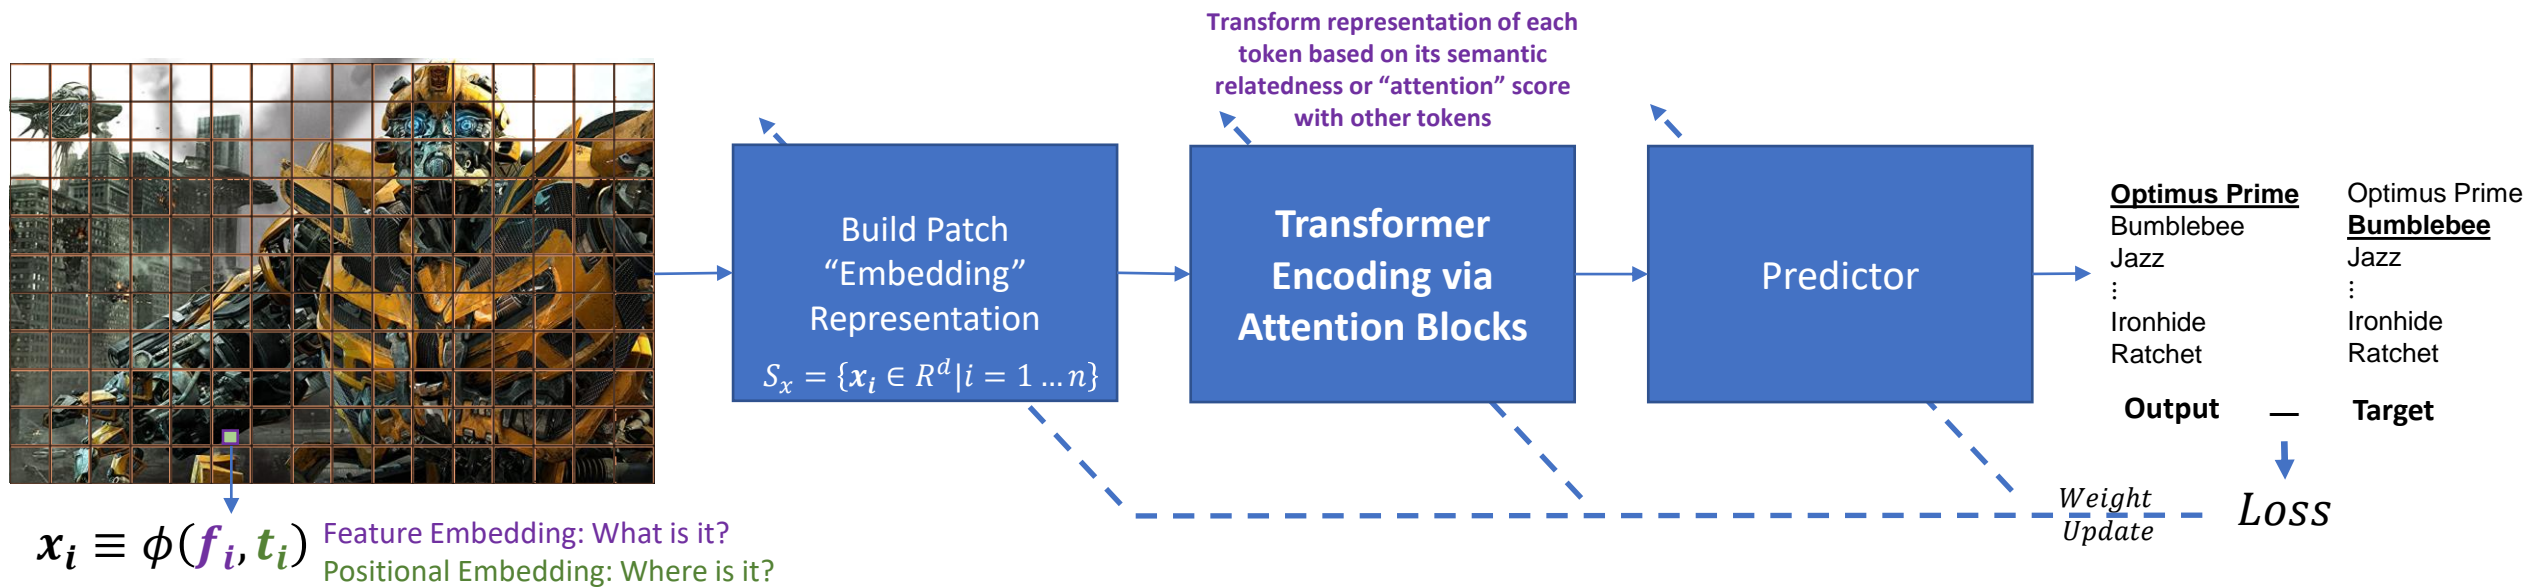 Transform representation of each
token based on its semantic
relatedness or “attention” score
with other tokens
Build Patch
“Embedding”
Representation
S_x = {x_i ∈ R^d | i = 1 … n}
Transformer
Encoding via
Attention Blocks
Predictor
Optimus Prime
Bumblebee
Jazz
⋮
Ironhide
Ratchet
Optimus Prime
Bumblebee
Jazz
⋮
Ironhide
Ratchet
Output — Target
Weight
Update
Loss
x_i ≡ ϕ(f_i, t_i)
Feature Embedding: What is it?
Positional Embedding: Where is it?